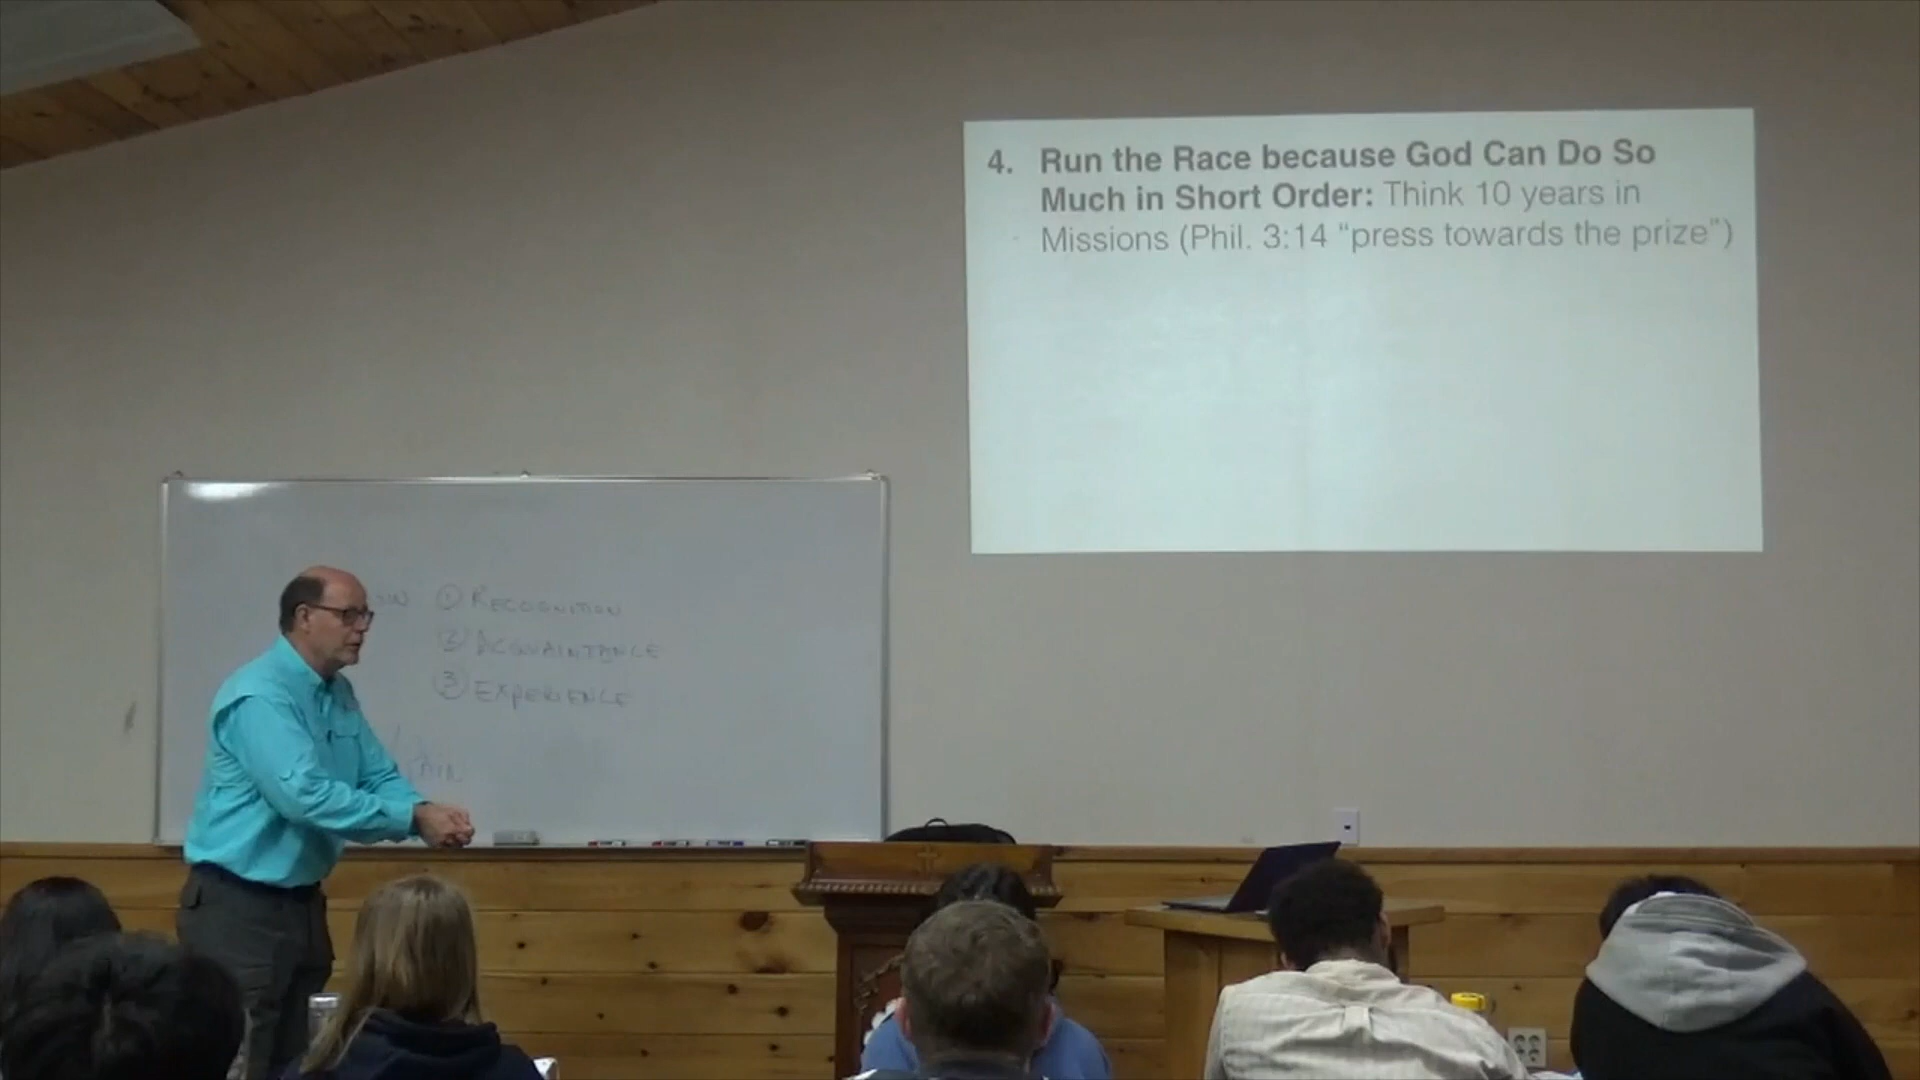 4. Run the Race because God Can Do So
Much in Short Order: Think 10 years in
Missions (Phil. 3:14 “press towards the prize”)
① RECOGNITION
② ACQUAINTANCE
③ EXPERIENCE